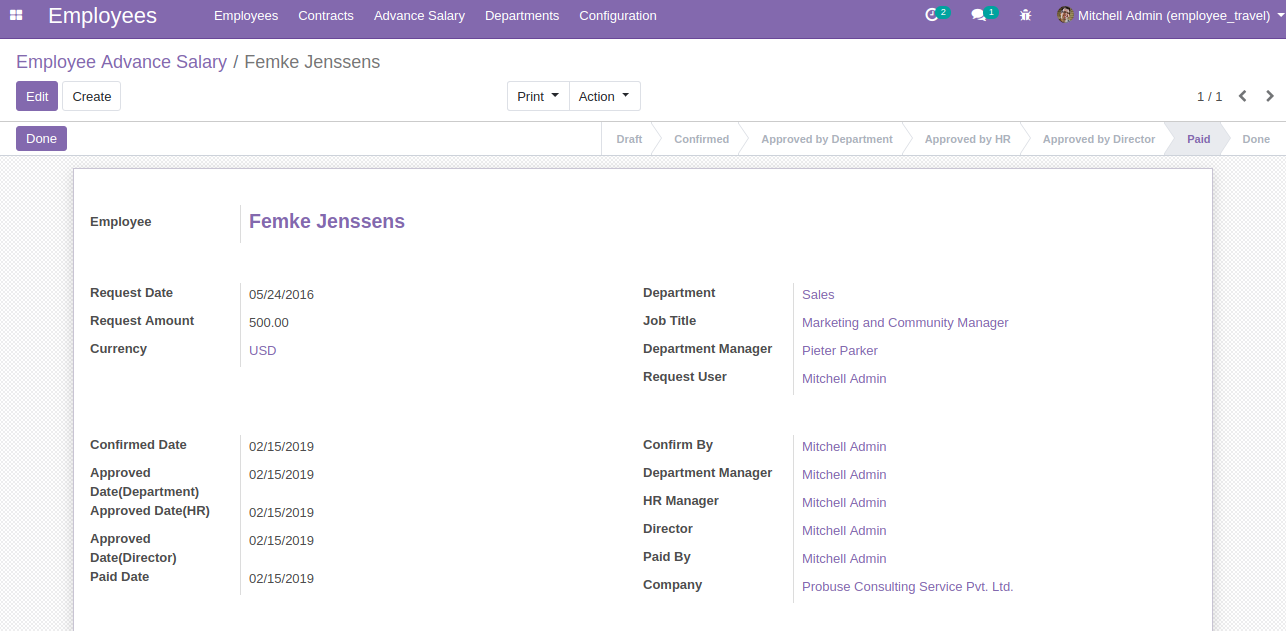 Employees Employees Contracts Advance Salary Departments Configuration 2 1 Mitchell Admin (employee_travel)
Employee Advance Salary / Femke Jenssens
Edit Create Print Action 1 / 1
Done Draft Confirmed Approved by Department Approved by HR Approved by Director Paid Done
Employee Femke Jenssens
Request Date 05/24/2016
Request Amount 500.00
Currency USD
Department Sales
Job Title Marketing and Community Manager
Department Manager Pieter Parker
Request User Mitchell Admin
Confirmed Date 02/15/2019
Approved 02/15/2019
Date(Department)
Approved Date(HR) 02/15/2019
Approved 02/15/2019
Date(Director)
Paid Date 02/15/2019
Confirm By Mitchell Admin
Department Manager Mitchell Admin
HR Manager Mitchell Admin
Director Mitchell Admin
Paid By Mitchell Admin
Company Probuse Consulting Service Pvt. Ltd.